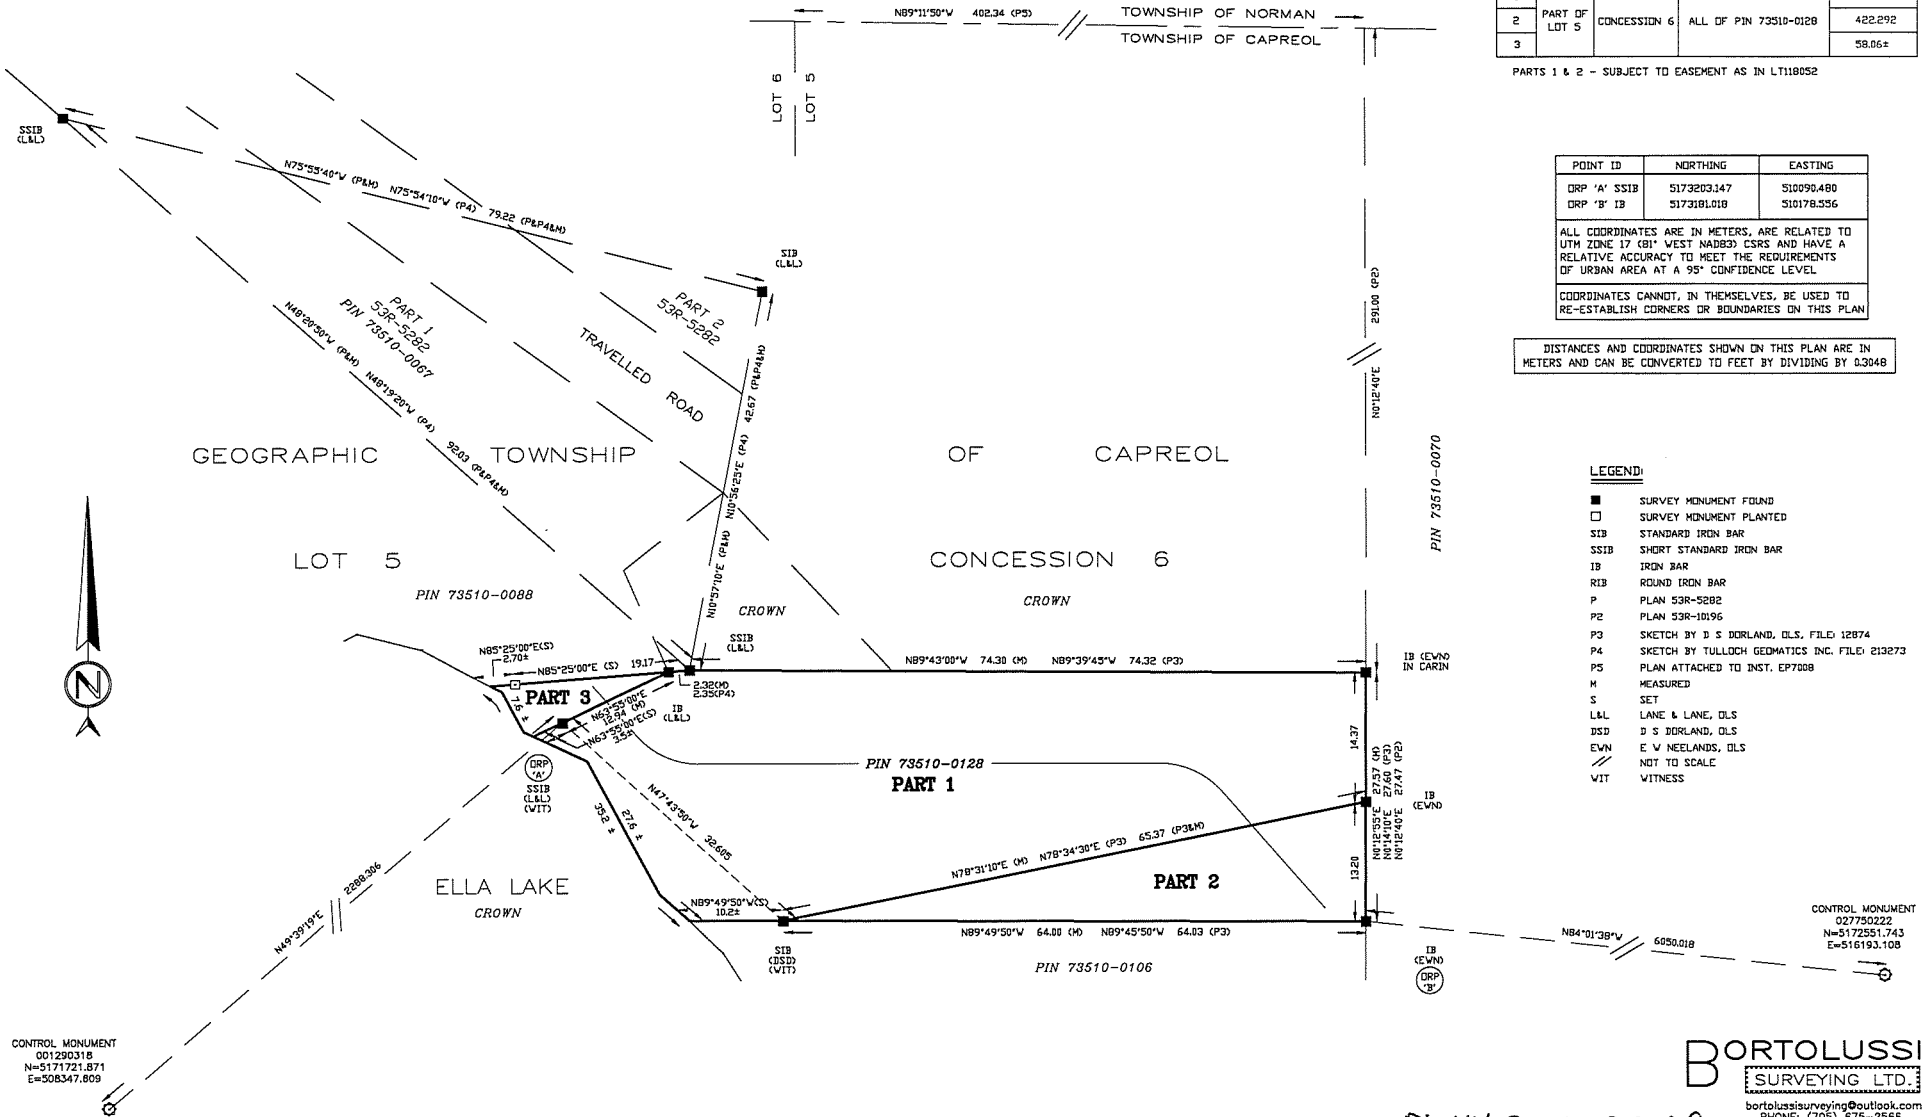 N89°11'50"W 402.34 (P5)
TOWNSHIP OF NORMAN
TOWNSHIP OF CAPREOL
LOT 6
LOT 5
2 PART OF LOT 5 CONCESSION 6 ALL OF PIN 73510-0128 422.292
3 58.06±
PARTS 1 & 2 - SUBJECT TO EASEMENT AS IN LT118052
POINT ID NORTHING EASTING
ORP 'A' SSIB 5173203.147 510090.480
ORP 'B' IB 5173181.018 510178.556
ALL COORDINATES ARE IN METERS, ARE RELATED TO
UTM ZONE 17 (81° WEST NAD83) CSRS AND HAVE A
RELATIVE ACCURACY TO MEET THE REQUIREMENTS
OF URBAN AREA AT A 95° CONFIDENCE LEVEL
COORDINATES CANNOT, IN THEMSELVES, BE USED TO
RE-ESTABLISH CORNERS OR BOUNDARIES ON THIS PLAN
DISTANCES AND COORDINATES SHOWN ON THIS PLAN ARE IN
METERS AND CAN BE CONVERTED TO FEET BY DIVIDING BY 0.3048
SSIB
(L&L)
N75°55'40"W (P&M) N75°54'10"W (P4) 79.22 (P&P4&M)
SIB
(L&L)
PART 1
53R-5282
PIN 73510-0067
PART 2
53R-5282
TRAVELLED ROAD
N48°20'50"W (P&M) N48°19'20"W (P4) 92.03 (P&P4&M)
N10°57'10"E (P&M) N10°56'25"E (P4) 42.67 (P&P4&M)
N0°12'40"E 291.00 (P2)
PIN 73510-0070
GEOGRAPHIC TOWNSHIP OF CAPREOL
LOT 5
CONCESSION 6
PIN 73510-0088
CROWN
CROWN
LEGEND:
SURVEY MONUMENT FOUND
SURVEY MONUMENT PLANTED
SIB STANDARD IRON BAR
SSIB SHORT STANDARD IRON BAR
IB IRON BAR
RIB ROUND IRON BAR
P PLAN 53R-5282
P2 PLAN 53R-10196
P3 SKETCH BY D S DORLAND, OLS, FILE: 12874
P4 SKETCH BY TULLOCH GEOMATICS INC. FILE: 213273
P5 PLAN ATTACHED TO INST. EP7008
M MEASURED
S SET
L&L LANE & LANE, OLS
DSD D S DORLAND, OLS
EWN E W NEELANDS, OLS
// NOT TO SCALE
WIT WITNESS
SSIB
(L&L)
N85°25'00"E(S)
2.70±
N85°25'00"E (S) 19.17
2.32(M)
2.35(P4)
IB
(L&L)
N89°43'00"W 74.30 (M) N89°39'45"W 74.32 (P3)
IB (EWN)
IN CARIN
PART 3
7.6 ±
N63°55'00"E
12.94 (M)
N63°55'00"E(S)
3.5±
ORP
'A'
SSIB
(L&L)
(WIT)
PIN 73510-0128
PART 1
14.37
N0°12'55"E 27.57 (M)
N0°14'10"E 27.60 (P3)
N0°12'40"E 27.47 (P2)
IB
(EWN)
13.20
27.6 ±
35.2 ±
N47°43'50"W 32.605
N78°31'10"E (M) N78°34'30"E (P3) 65.37 (P3&M)
PART 2
ELLA LAKE
CROWN
N89°49'50"W(S)
10.2±
N89°49'50"W 64.00 (M) N89°45'50"W 64.03 (P3)
SIB
(DSD)
(WIT)
PIN 73510-0106
IB
(EWN)
ORP
'B'
N84°01'38"W 6050.018
CONTROL MONUMENT
027750222
N=5172551.743
E=516193.108
N49°39'19"E 2288.306
CONTROL MONUMENT
001290318
N=5171721.871
E=508347.809
BORTOLUSSI
SURVEYING LTD.
bortolussisurveying@outlook.com